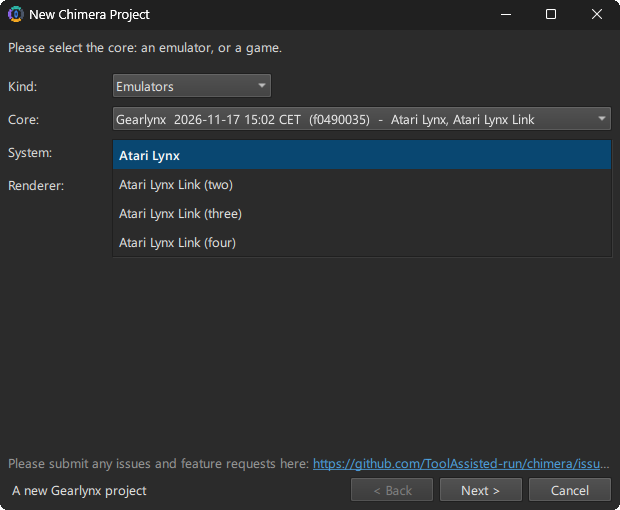 New Chimera Project
Please select the core: an emulator, or a game.
Kind: Emulators
Core: Gearlynx 2026-11-17 15:02 CET (f0490035) - Atari Lynx, Atari Lynx Link
System: Atari Lynx
Atari Lynx Link (two)
Renderer:
Atari Lynx Link (three)
Atari Lynx Link (four)
Please submit any issues and feature requests here: https://github.com/ToolAssisted-run/chimera/issu...
A new Gearlynx project < Back Next > Cancel